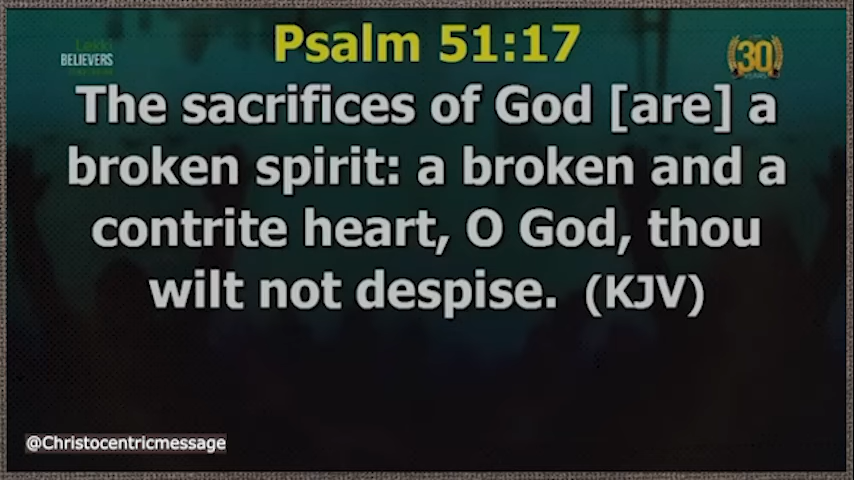 Psalm 51:17
BELIEVERS
30
YEARS
The sacrifices of God [are] a
broken spirit: a broken and a
contrite heart, O God, thou
wilt not despise. (KJV)
@Christocentricmessage